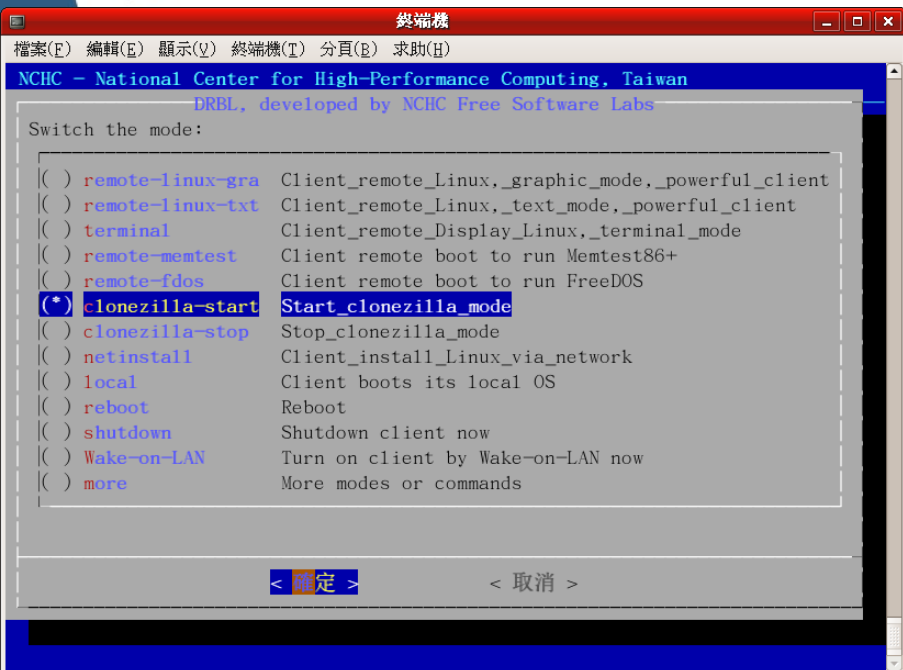 終端機
檔案(F) 編輯(E) 顯示(V) 終端機(T) 分頁(B) 求助(H)
NCHC - National Center for High-Performance Computing, Taiwan
DRBL, developed by NCHC Free Software Labs
Switch the mode:
( ) remote-linux-gra Client_remote_Linux,_graphic_mode,_powerful_client
( ) remote-linux-txt Client_remote_Linux,_text_mode,_powerful_client
( ) terminal Client_remote_Display_Linux,_terminal_mode
( ) remote-memtest Client remote boot to run Memtest86+
( ) remote-fdos Client remote boot to run FreeDOS
(*) clonezilla-start Start_clonezilla_mode
( ) clonezilla-stop Stop_clonezilla_mode
( ) netinstall Client_install_Linux_via_network
( ) local Client boots its local OS
( ) reboot Reboot
( ) shutdown Shutdown client now
( ) Wake-on-LAN Turn on client by Wake-on-LAN now
( ) more More modes or commands
< 確定 > < 取消 >